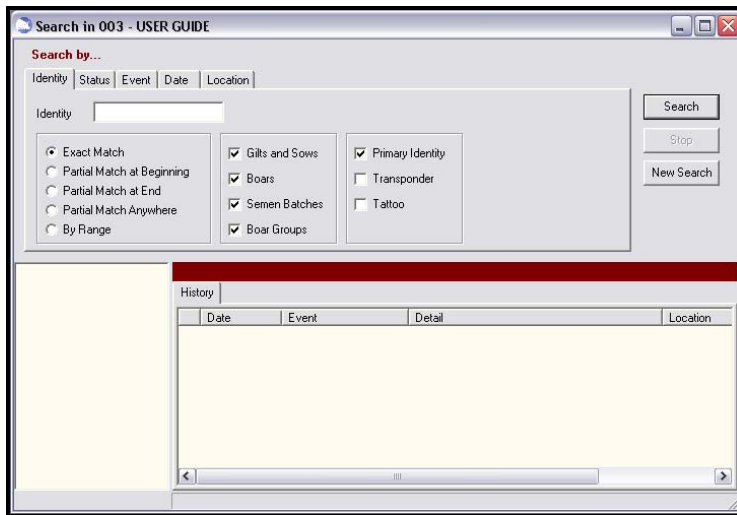 Search in 003 - USER GUIDE
Search by...
Identity Status Event Date Location
Identity
Exact Match
Partial Match at Beginning
Partial Match at End
Partial Match Anywhere
By Range
Gilts and Sows
Boars
Semen Batches
Boar Groups
Primary Identity
Transponder
Tattoo
Search
Stop
New Search
History
Date Event Detail Location